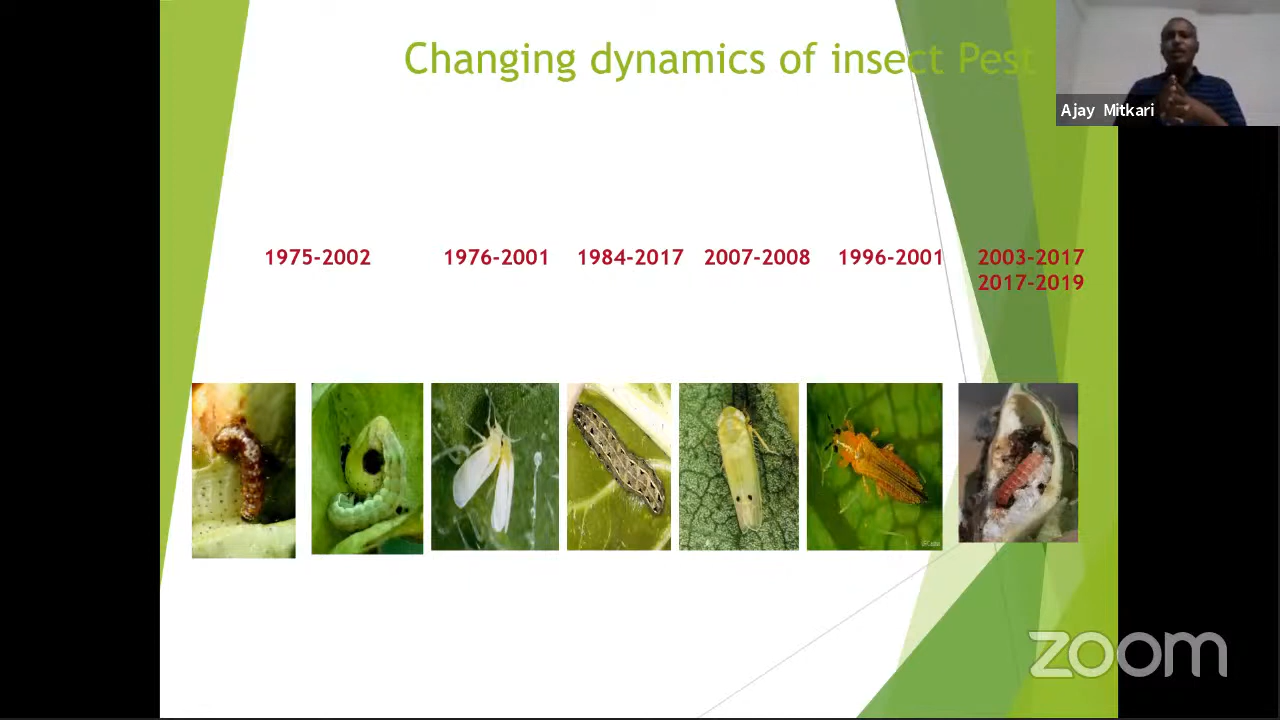 Changing dynamics of insect Pest
Ajay Mitkari
1975-2002 1976-2001 1984-2017 2007-2008 1996-2001 2003-2017
2017-2019
zoom